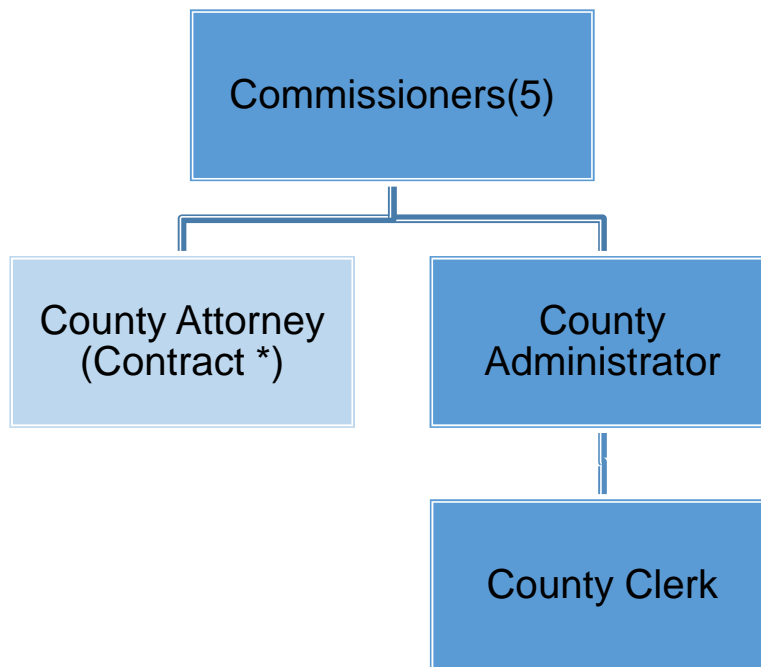 Commissioners(5)
County Attorney
(Contract *)
County
Administrator
County Clerk